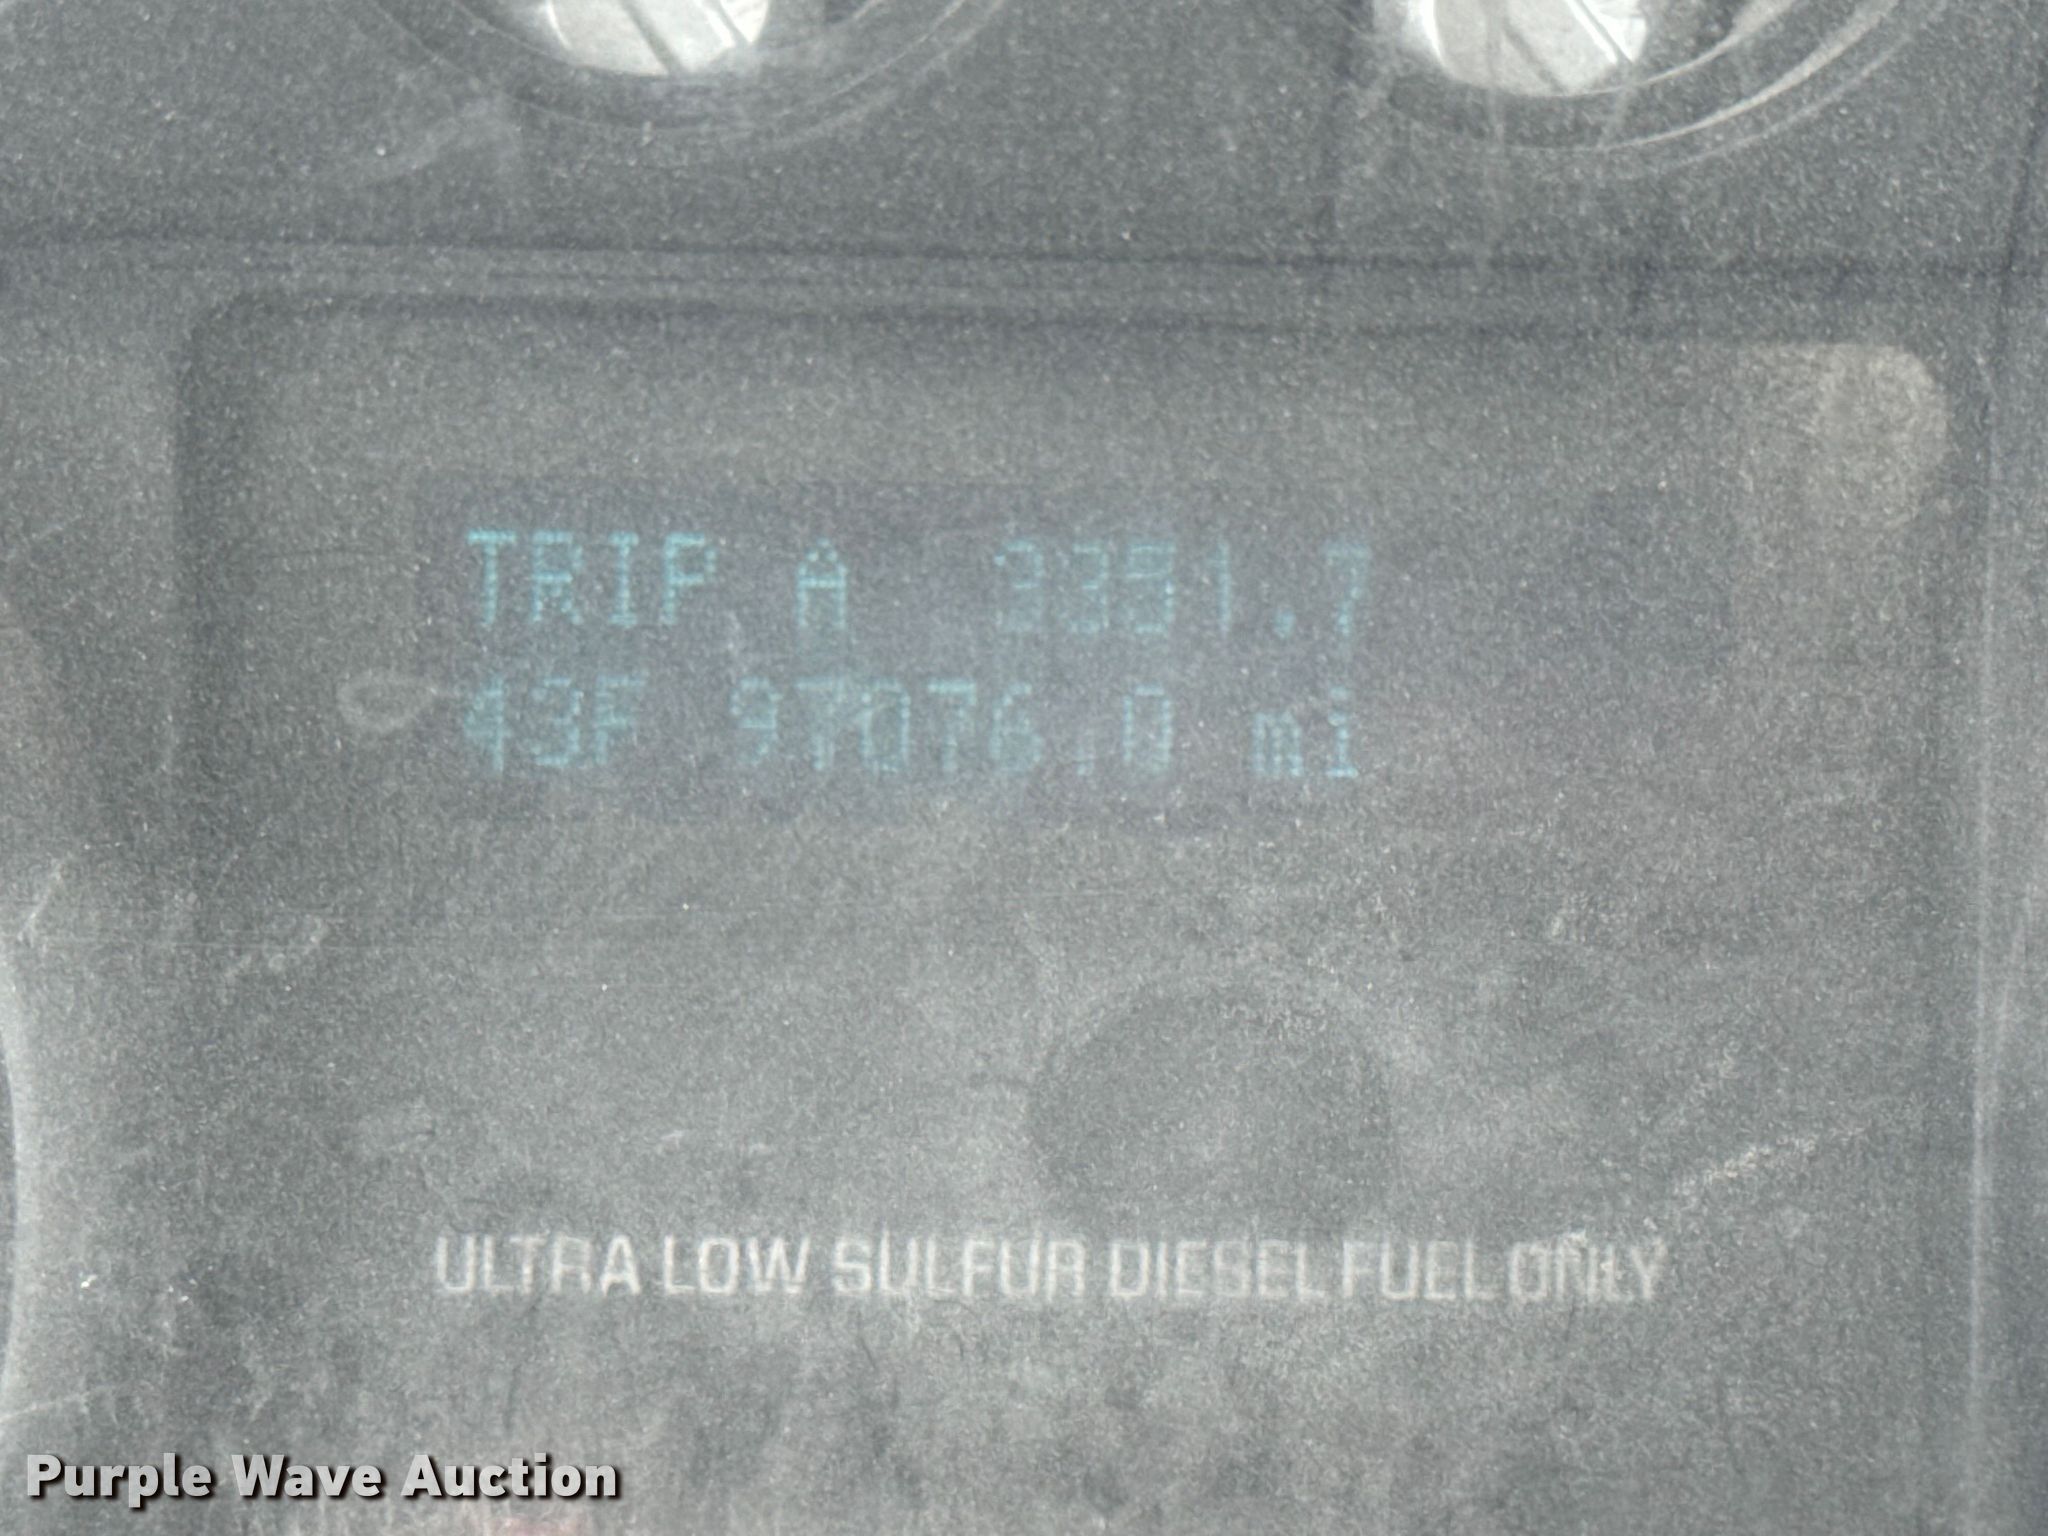 TRIP A 3351.7
43F 97076.0 mi
ULTRA LOW SULFUR DIESEL FUEL ONLY
Purple Wave Auction